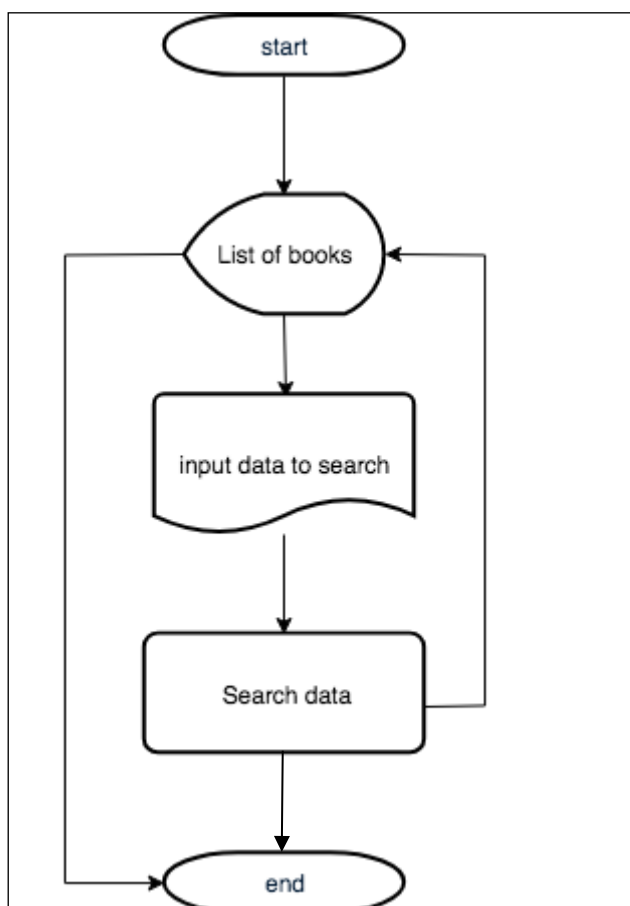 start
List of books
input data to search
Search data
end